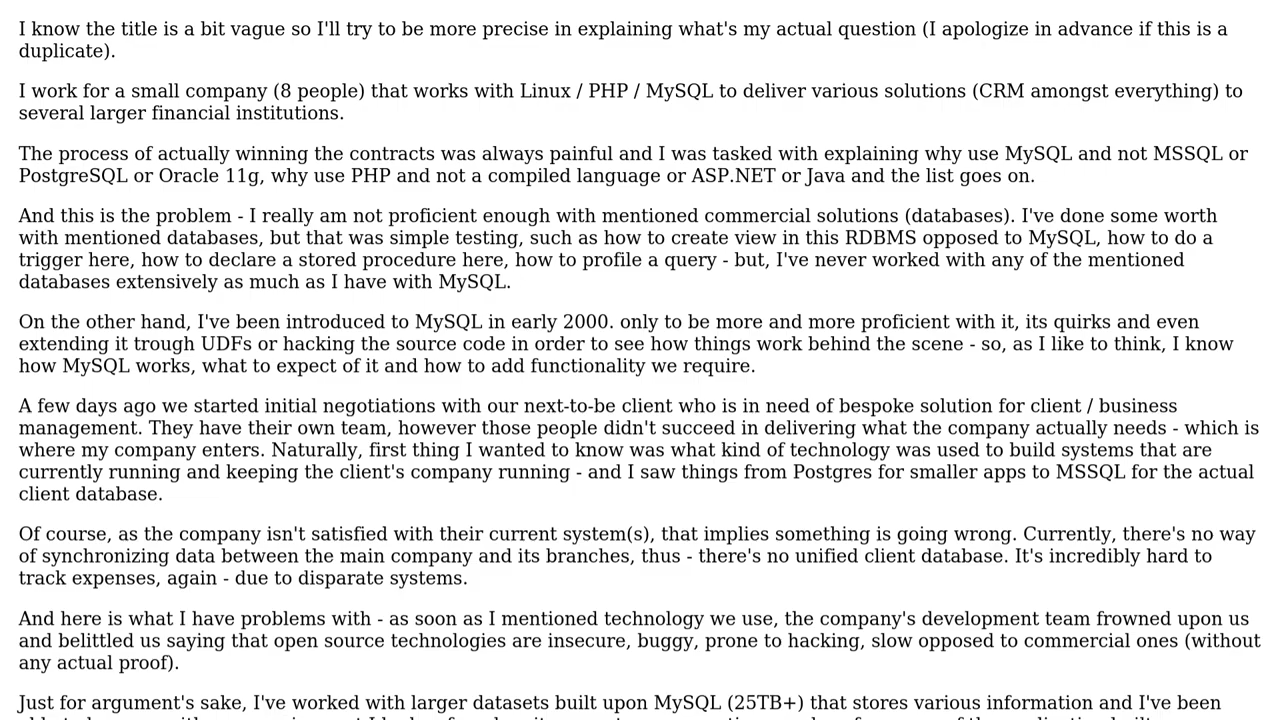 I know the title is a bit vague so I'll try to be more precise in explaining what's my actual question (I apologize in advance if this is a
duplicate).
I work for a small company (8 people) that works with Linux / PHP / MySQL to deliver various solutions (CRM amongst everything) to
several larger financial institutions.
The process of actually winning the contracts was always painful and I was tasked with explaining why use MySQL and not MSSQL or
PostgreSQL or Oracle 11g, why use PHP and not a compiled language or ASP.NET or Java and the list goes on.
And this is the problem - I really am not proficient enough with mentioned commercial solutions (databases). I've done some worth
with mentioned databases, but that was simple testing, such as how to create view in this RDBMS opposed to MySQL, how to do a
trigger here, how to declare a stored procedure here, how to profile a query - but, I've never worked with any of the mentioned
databases extensively as much as I have with MySQL.
On the other hand, I've been introduced to MySQL in early 2000. only to be more and more proficient with it, its quirks and even
extending it trough UDFs or hacking the source code in order to see how things work behind the scene - so, as I like to think, I know
how MySQL works, what to expect of it and how to add functionality we require.
A few days ago we started initial negotiations with our next-to-be client who is in need of bespoke solution for client / business
management. They have their own team, however those people didn't succeed in delivering what the company actually needs - which is
where my company enters. Naturally, first thing I wanted to know was what kind of technology was used to build systems that are
currently running and keeping the client's company running - and I saw things from Postgres for smaller apps to MSSQL for the actual
client database.
Of course, as the company isn't satisfied with their current system(s), that implies something is going wrong. Currently, there's no way
of synchronizing data between the main company and its branches, thus - there's no unified client database. It's incredibly hard to
track expenses, again - due to disparate systems.
And here is what I have problems with - as soon as I mentioned technology we use, the company's development team frowned upon us
and belittled us saying that open source technologies are insecure, buggy, prone to hacking, slow opposed to commercial ones (without
any actual proof).
Just for argument's sake, I've worked with larger datasets built upon MySQL (25TB+) that stores various information and I've been